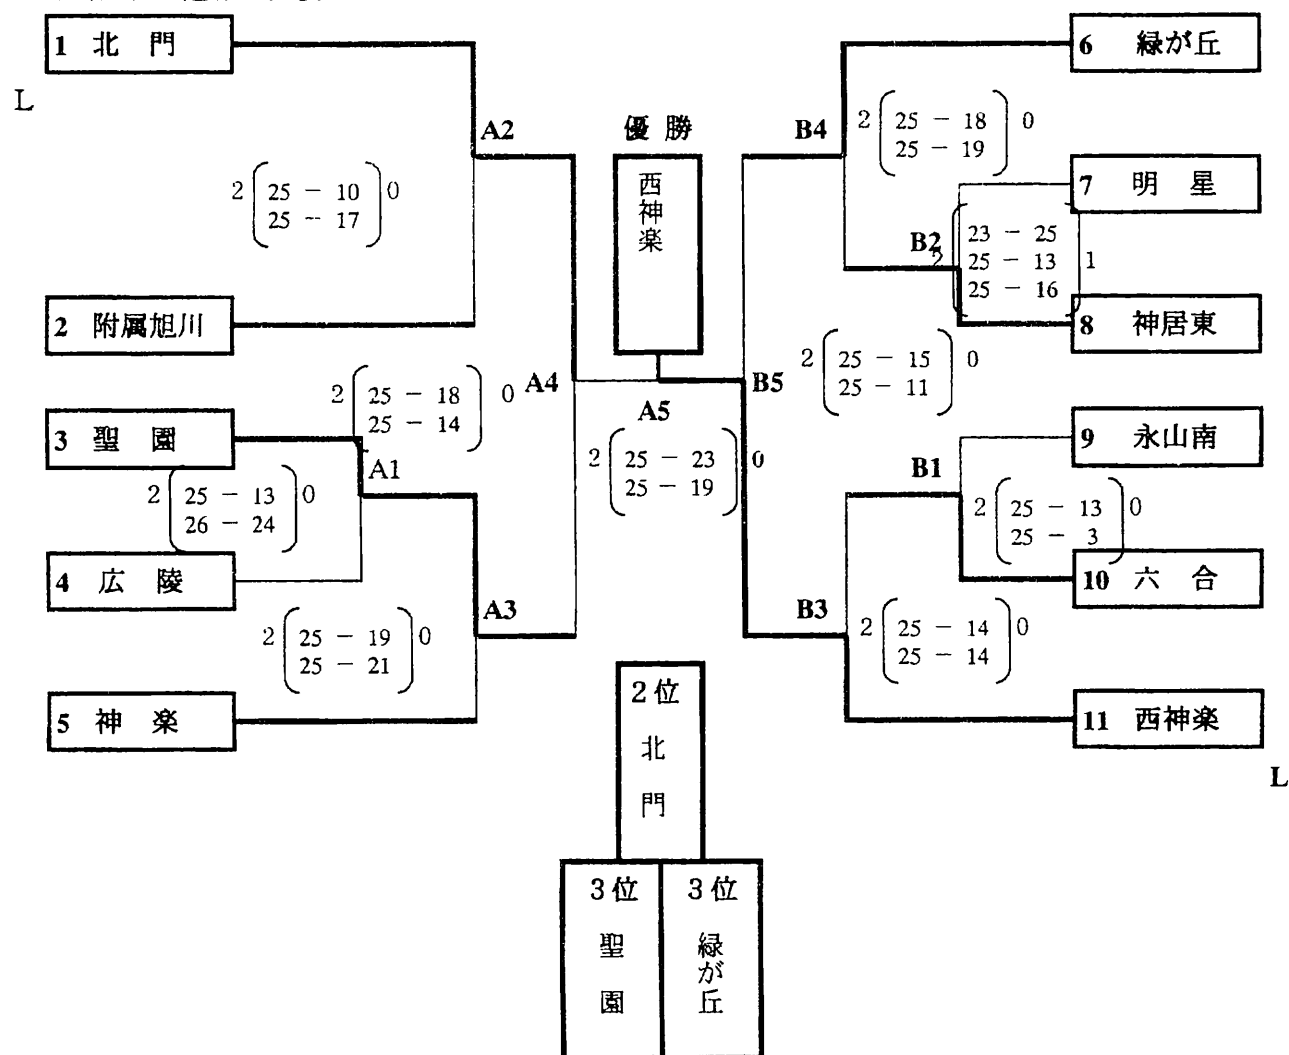 1 北門
L
A2
2 ( 25 - 10 ) 0
25 - 17
2 附属旭川
3 聖園
2 ( 25 - 18 ) 0
25 - 14
A4
A1
2 ( 25 - 13 ) 0
26 - 24
4 広陵
A3
2 ( 25 - 19 ) 0
25 - 21
5 神楽
優勝
西神楽
A5
2 ( 25 - 23 ) 0
25 - 19
6 緑が丘
B4
2 ( 25 - 18 ) 0
25 - 19
7 明星
B2
23 - 25
2 ( 25 - 13 ) 1
25 - 16
8 神居東
B5
2 ( 25 - 15 ) 0
25 - 11
9 永山南
B1
2 ( 25 - 13 ) 0
25 - 3
10 六合
B3
2 ( 25 - 14 ) 0
25 - 14
11 西神楽
L
2位
北門
3位
聖園
3位
緑が丘